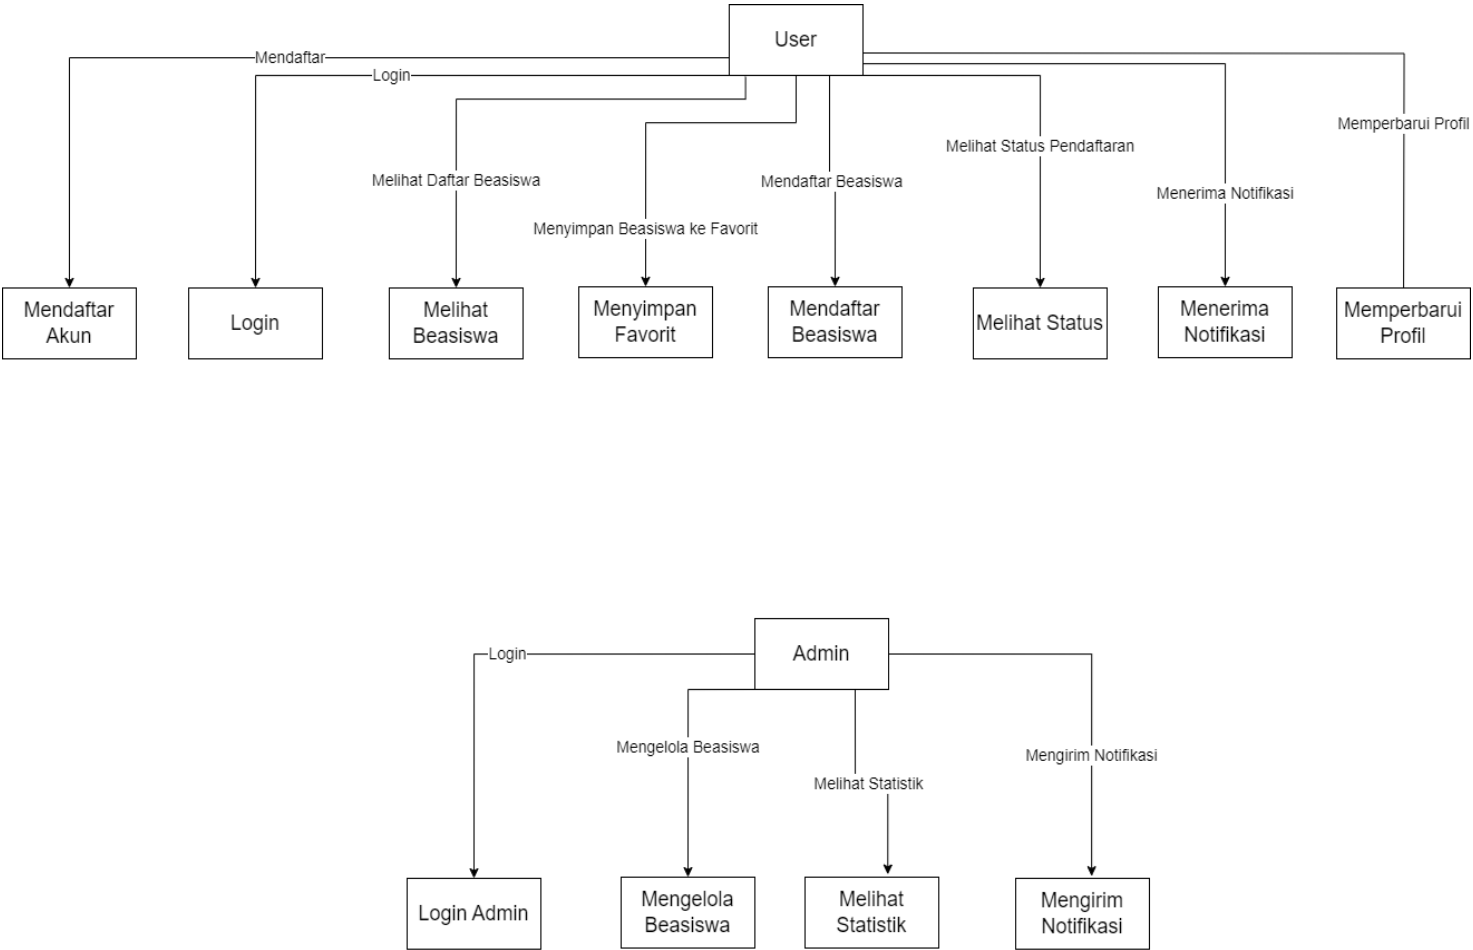 User
Mendaftar
Login
Melihat Daftar Beasiswa
Menyimpan Beasiswa ke Favorit
Mendaftar Beasiswa
Melihat Status Pendaftaran
Menerima Notifikasi
Memperbarui Profil
Mendaftar
Akun
Login
Melihat
Beasiswa
Menyimpan
Favorit
Mendaftar
Beasiswa
Melihat Status
Menerima
Notifikasi
Memperbarui
Profil
Admin
Login
Mengelola Beasiswa
Melihat Statistik
Mengirim Notifikasi
Login Admin
Mengelola
Beasiswa
Melihat
Statistik
Mengirim
Notifikasi